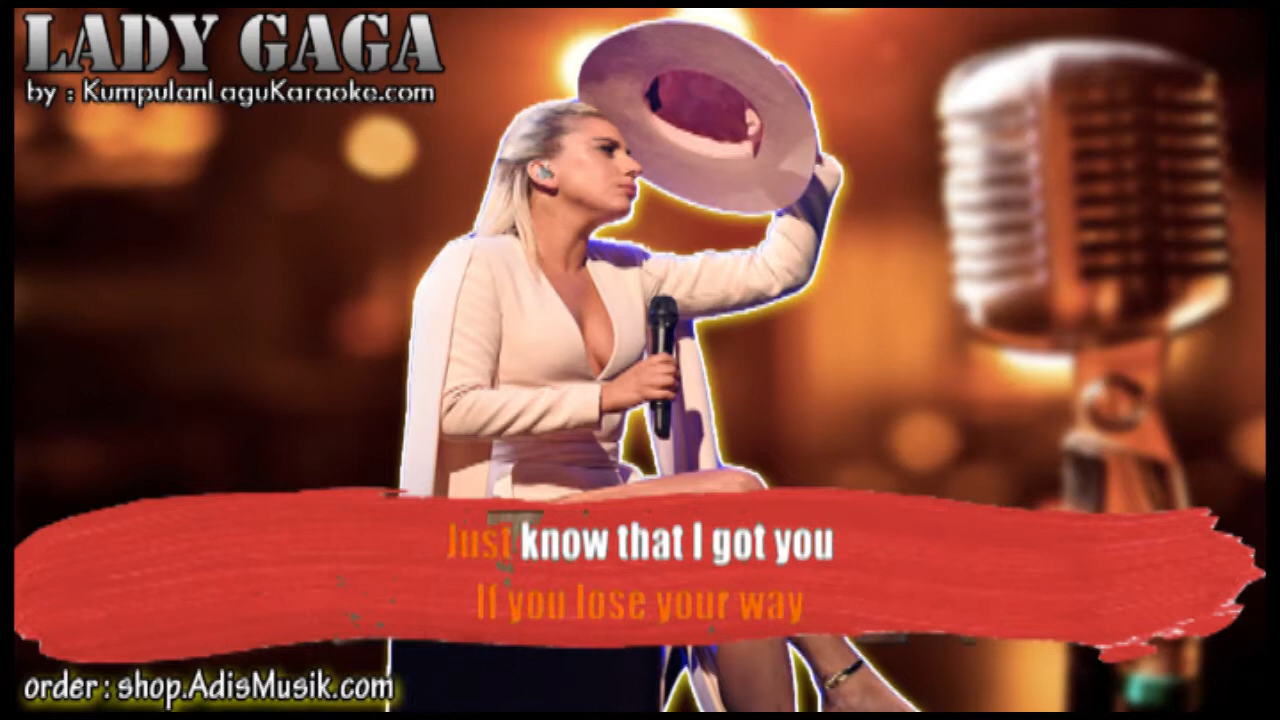 LADY GAGA
by : KumpulanLaguKaraoke.com
Just know that I got you
If you lose your way
order : shop.AdisMusik.com